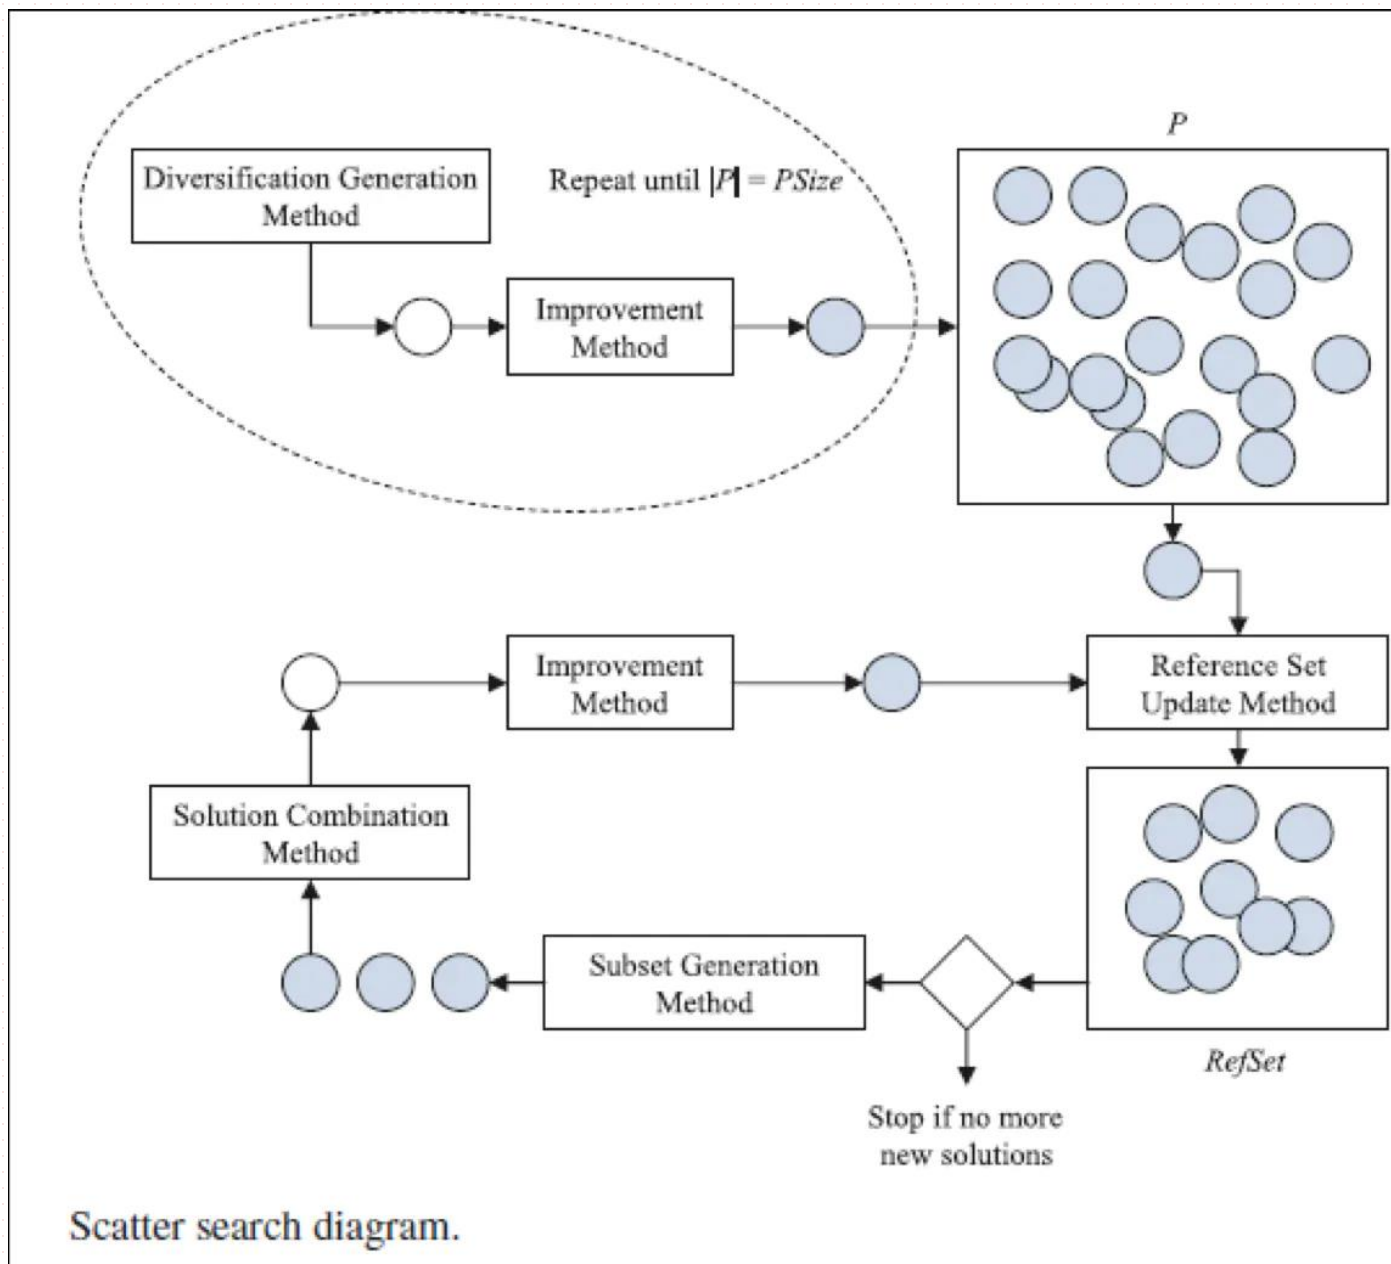 P
Diversification Generation
Method
Repeat until |P| = PSize
Improvement
Method
Improvement
Method
Reference Set
Update Method
Solution Combination
Method
Subset Generation
Method
RefSet
Stop if no more
new solutions
Scatter search diagram.